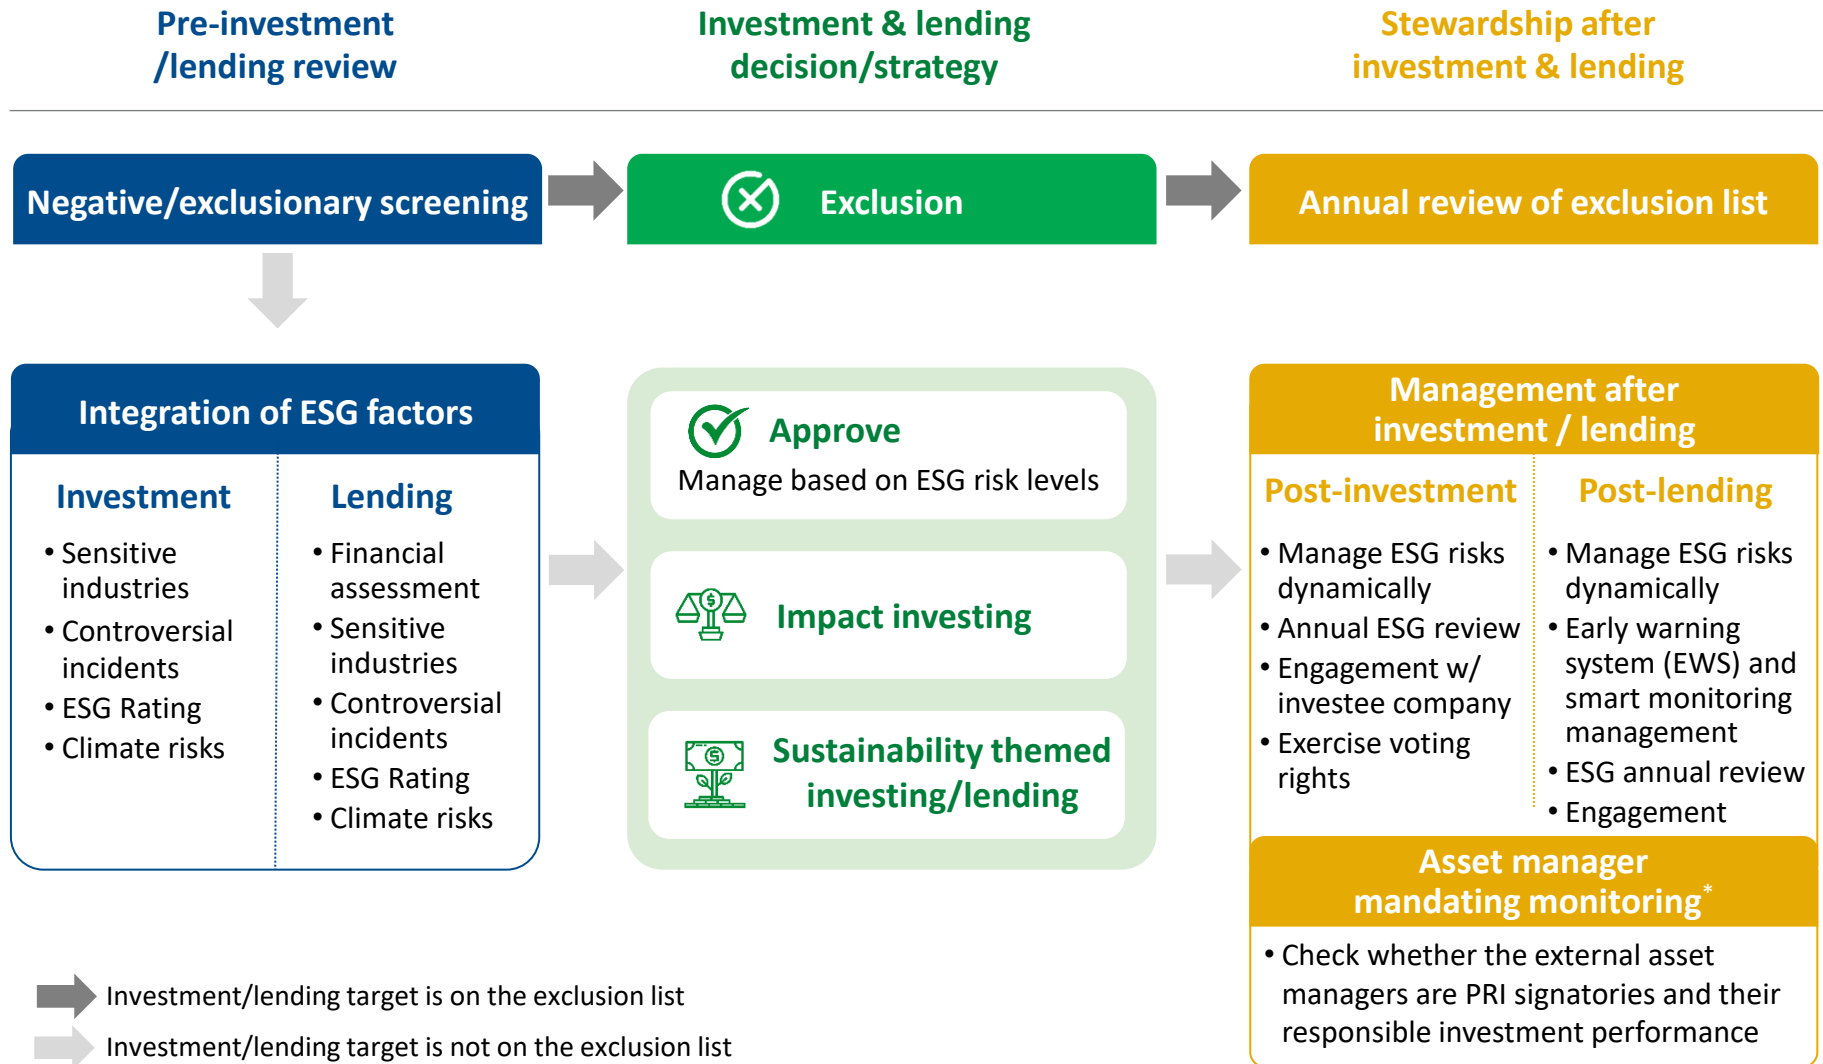 Pre-investment
/lending review
Investment & lending
decision/strategy
Stewardship after
investment & lending
Negative/exclusionary screening
Exclusion
Annual review of exclusion list
Integration of ESG factors
Investment
• Sensitive
industries
• Controversial
incidents
• ESG Rating
• Climate risks
Lending
• Financial
assessment
• Sensitive
industries
• Controversial
incidents
• ESG Rating
• Climate risks
Approve
Manage based on ESG risk levels
Impact investing
Sustainability themed
investing/lending
Management after
investment / lending
Post-investment
• Manage ESG risks
dynamically
• Annual ESG review
• Engagement w/
investee company
• Exercise voting
rights
Post-lending
• Manage ESG risks
dynamically
• Early warning
system (EWS) and
smart monitoring
management
• ESG annual review
• Engagement
Asset manager
mandating monitoring*
• Check whether the external asset
managers are PRI signatories and their
responsible investment performance
Investment/lending target is on the exclusion list
Investment/lending target is not on the exclusion list